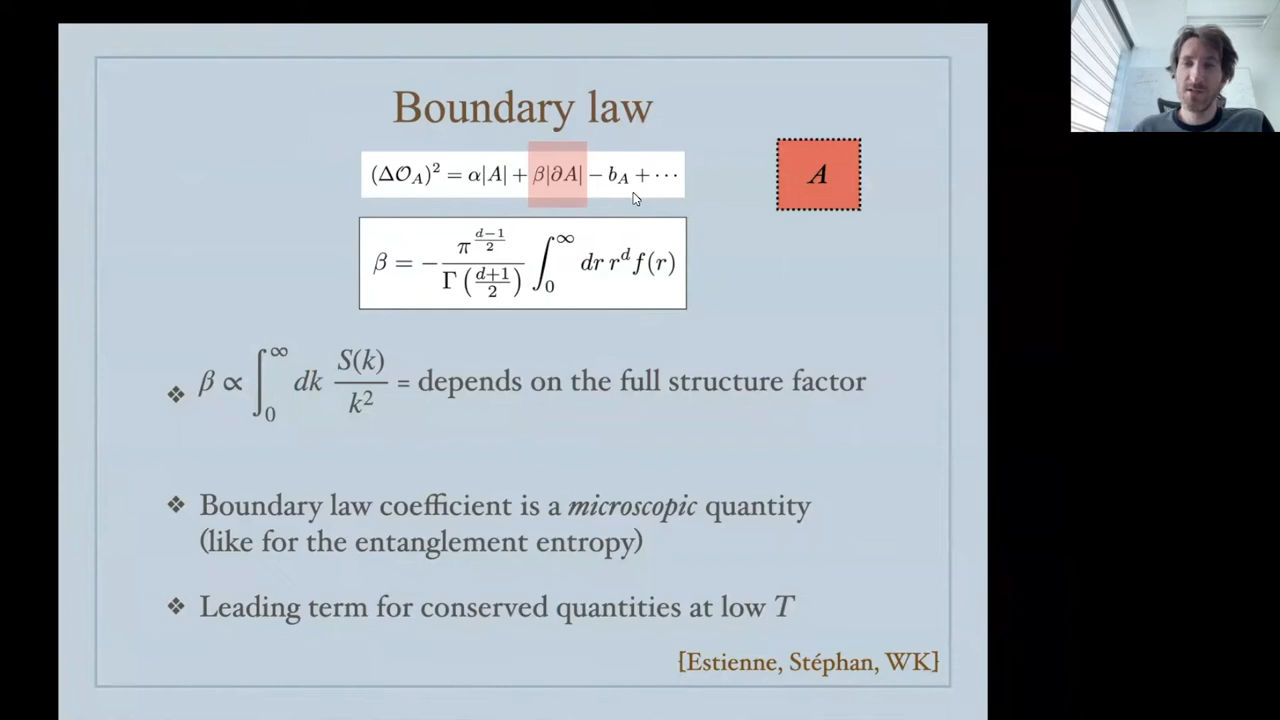 Boundary law
(Δ𝒪_A)² = α|A| + β|∂A| − b_A + ⋯
A
β = − π^{(d−1)/2} / Γ((d+1)/2) ∫₀^∞ dr r^d f(r)
❖ β ∝ ∫₀^∞ dk S(k)/k² = depends on the full structure factor
❖ Boundary law coefficient is a microscopic quantity
(like for the entanglement entropy)
❖ Leading term for conserved quantities at low T
[Estienne, Stéphan, WK]